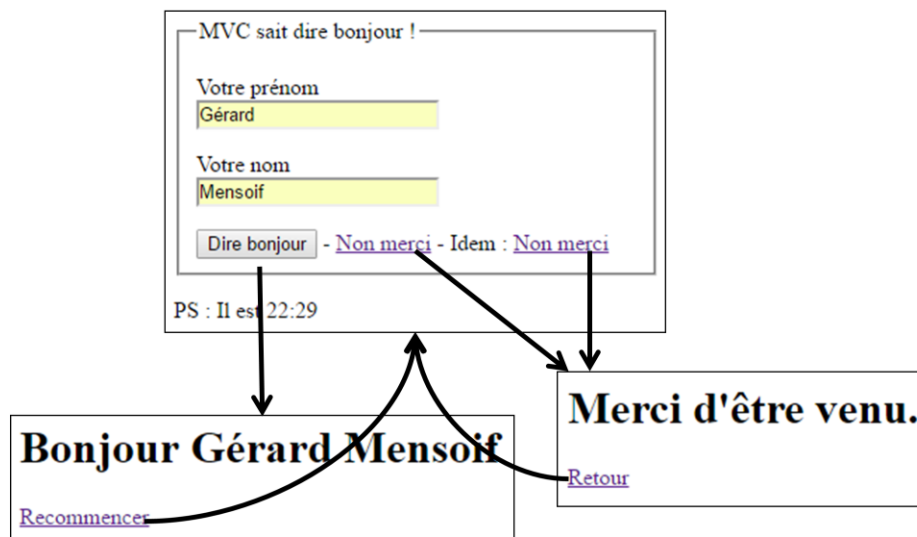 MVC sait dire bonjour !
Votre prénom
Gérard
Votre nom
Mensoif
Dire bonjour - Non merci - Idem : Non merci
PS : Il est 22:29
Bonjour Gérard Mensoif
Recommencer
Merci d'être venu.
Retour